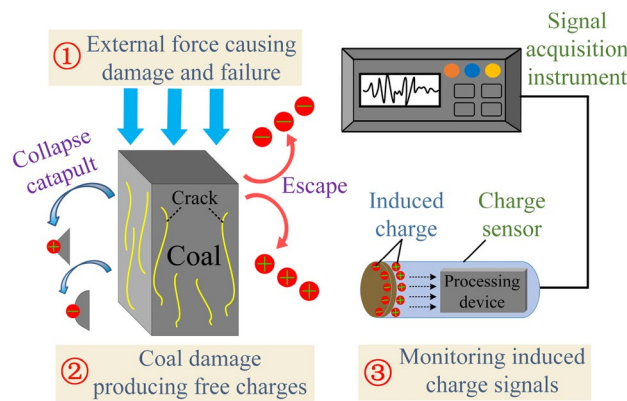 ① External force causing
damage and failure
Signal
acquisition
instrument
Collapse
catapult
Escape
Crack
Coal
Induced
charge
Charge
sensor
Processing
device
② Coal damage
producing free charges
③ Monitoring induced
charge signals